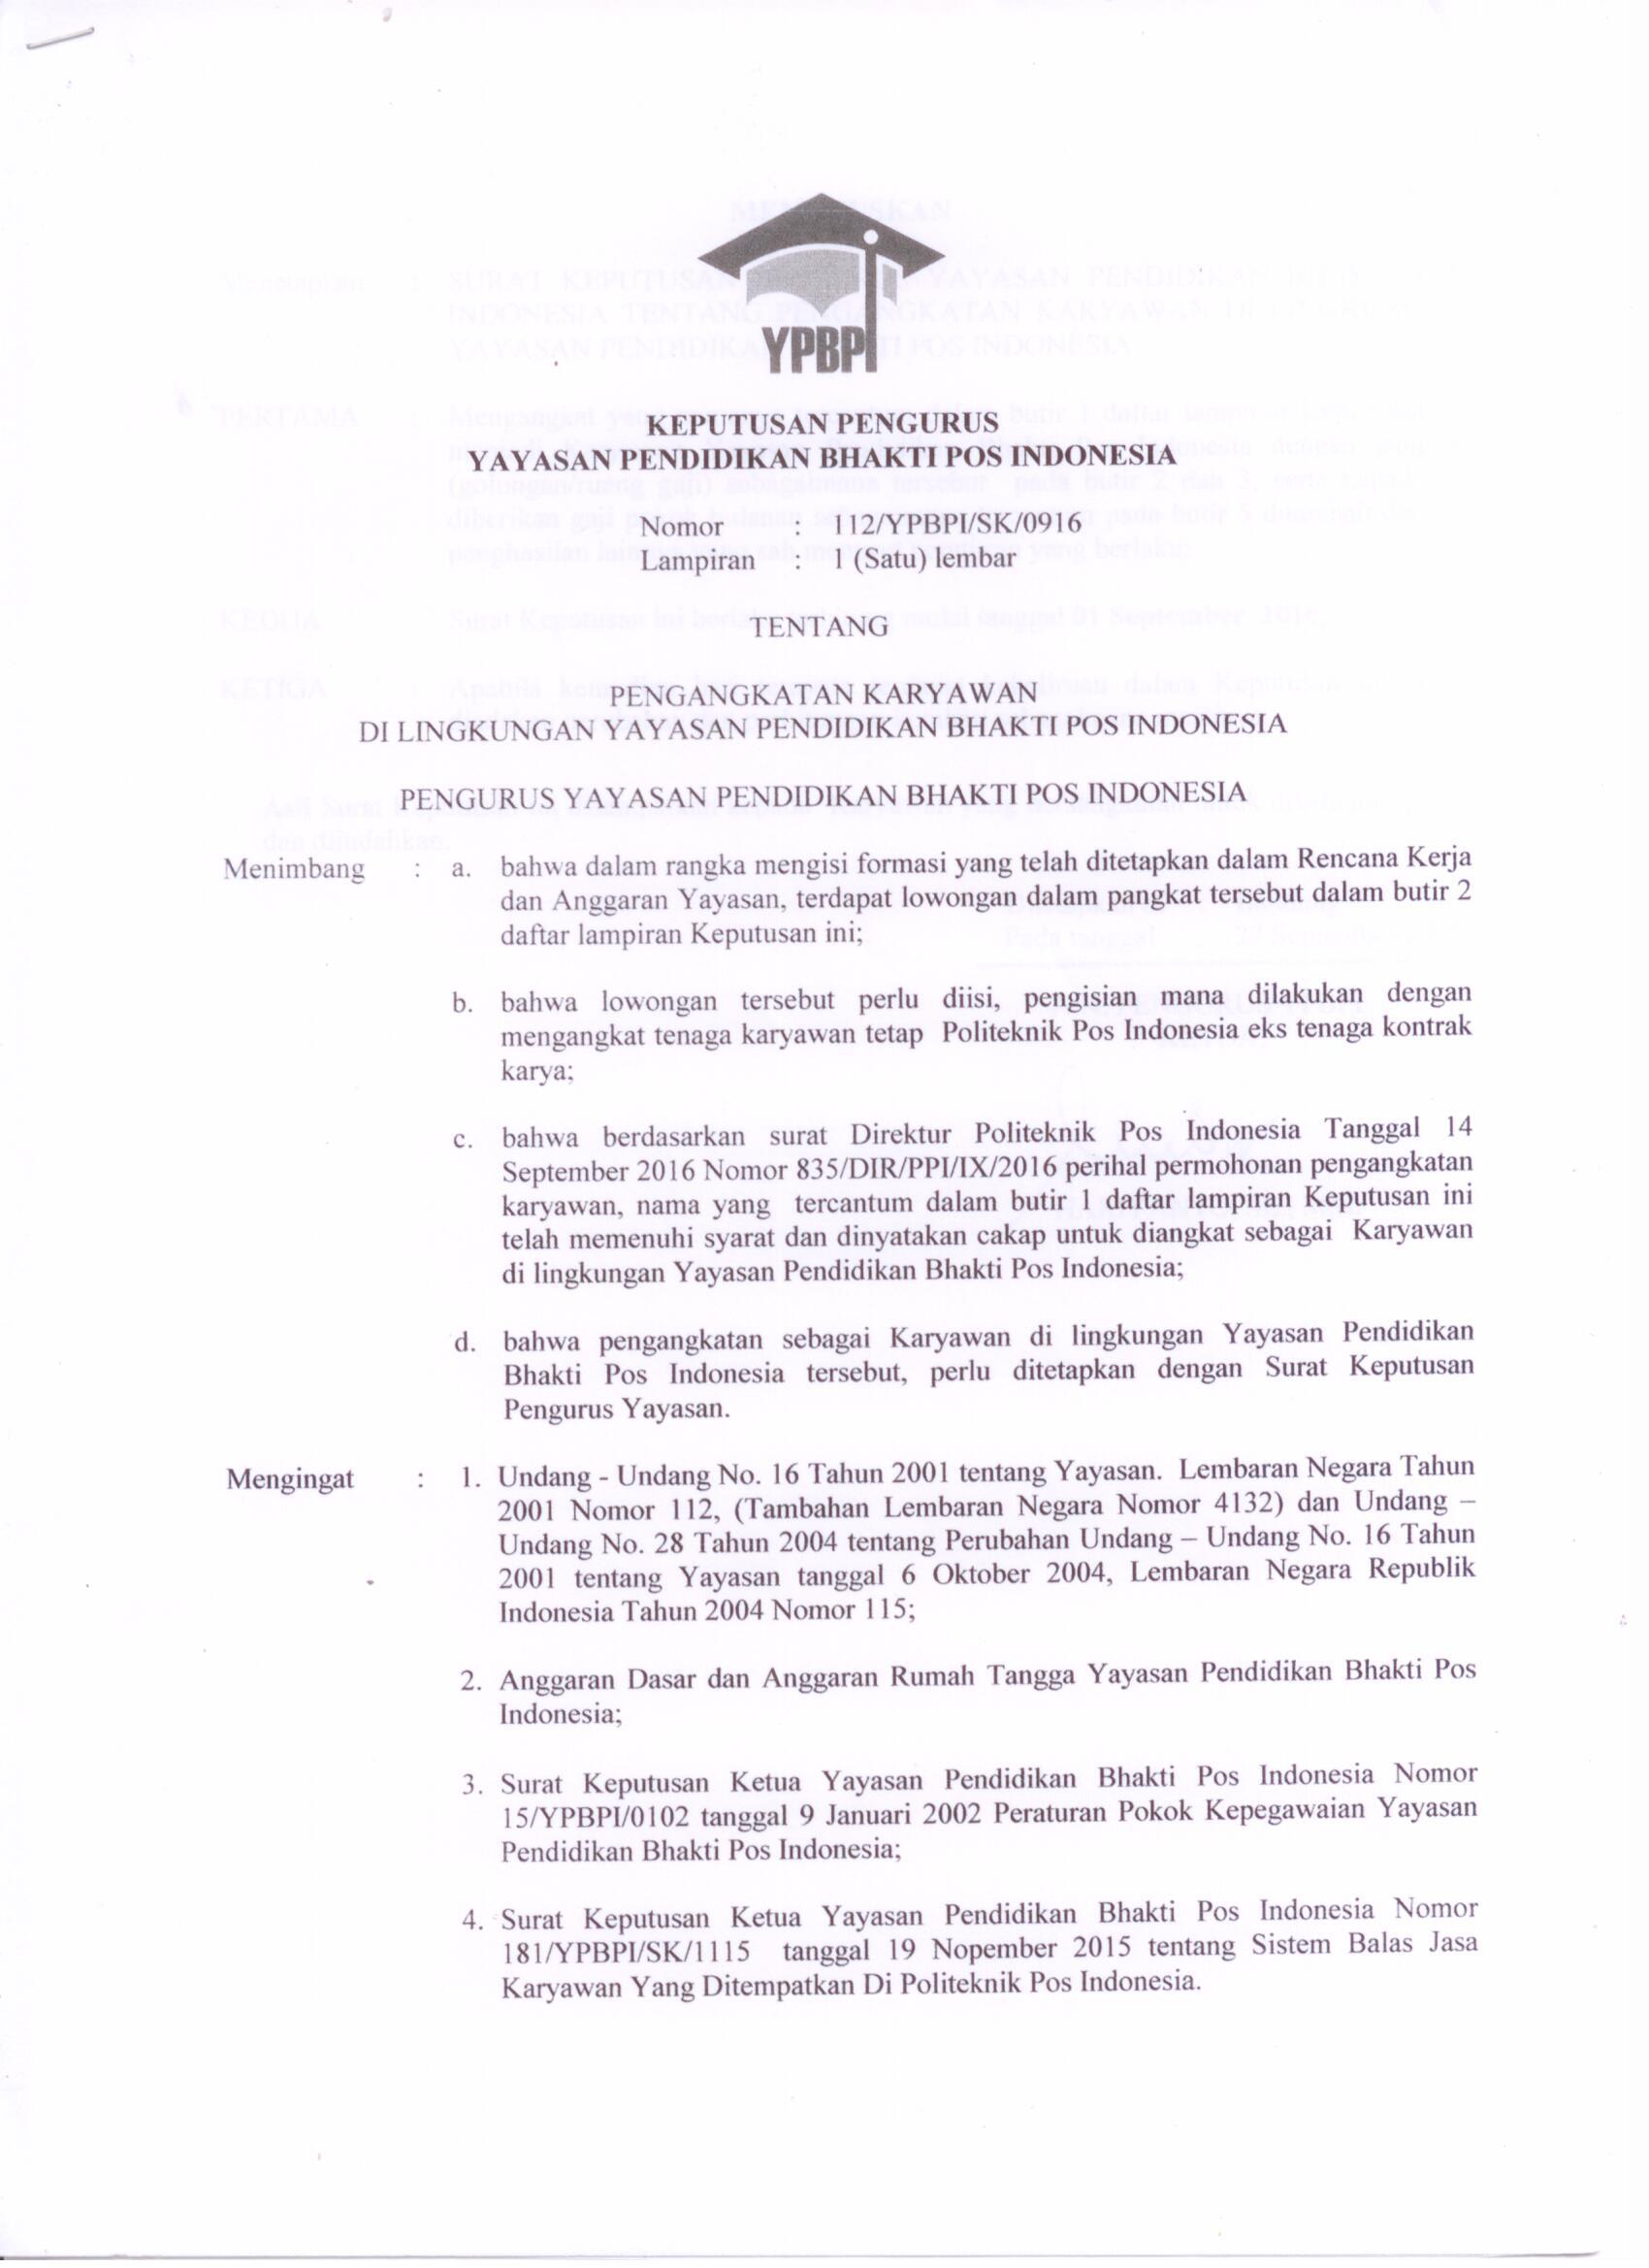 YPBPI
KEPUTUSAN PENGURUS
YAYASAN PENDIDIKAN BHAKTI POS INDONESIA
Nomor : 112/YPBPI/SK/0916
Lampiran : 1 (Satu) lembar
TENTANG
PENGANGKATAN KARYAWAN
DI LINGKUNGAN YAYASAN PENDIDIKAN BHAKTI POS INDONESIA
PENGURUS YAYASAN PENDIDIKAN BHAKTI POS INDONESIA
Menimbang : a. bahwa dalam rangka mengisi formasi yang telah ditetapkan dalam Rencana Kerja
dan Anggaran Yayasan, terdapat lowongan dalam pangkat tersebut dalam butir 2
daftar lampiran Keputusan ini;
b. bahwa lowongan tersebut perlu diisi, pengisian mana dilakukan dengan
mengangkat tenaga karyawan tetap Politeknik Pos Indonesia eks tenaga kontrak
karya;
c. bahwa berdasarkan surat Direktur Politeknik Pos Indonesia Tanggal 14
September 2016 Nomor 835/DIR/PPI/IX/2016 perihal permohonan pengangkatan
karyawan, nama yang tercantum dalam butir 1 daftar lampiran Keputusan ini
telah memenuhi syarat dan dinyatakan cakap untuk diangkat sebagai Karyawan
di lingkungan Yayasan Pendidikan Bhakti Pos Indonesia;
d. bahwa pengangkatan sebagai Karyawan di lingkungan Yayasan Pendidikan
Bhakti Pos Indonesia tersebut, perlu ditetapkan dengan Surat Keputusan
Pengurus Yayasan.
Mengingat : 1. Undang - Undang No. 16 Tahun 2001 tentang Yayasan. Lembaran Negara Tahun
2001 Nomor 112, (Tambahan Lembaran Negara Nomor 4132) dan Undang –
Undang No. 28 Tahun 2004 tentang Perubahan Undang – Undang No. 16 Tahun
2001 tentang Yayasan tanggal 6 Oktober 2004, Lembaran Negara Republik
Indonesia Tahun 2004 Nomor 115;
2. Anggaran Dasar dan Anggaran Rumah Tangga Yayasan Pendidikan Bhakti Pos
Indonesia;
3. Surat Keputusan Ketua Yayasan Pendidikan Bhakti Pos Indonesia Nomor
15/YPBPI/0102 tanggal 9 Januari 2002 Peraturan Pokok Kepegawaian Yayasan
Pendidikan Bhakti Pos Indonesia;
4. Surat Keputusan Ketua Yayasan Pendidikan Bhakti Pos Indonesia Nomor
181/YPBPI/SK/1115 tanggal 19 Nopember 2015 tentang Sistem Balas Jasa
Karyawan Yang Ditempatkan Di Politeknik Pos Indonesia.